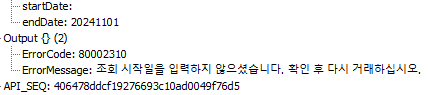 startDate:
endDate: 20241101
Output {} (2)
ErrorCode: 80002310
ErrorMessage: 조회 시작일을 입력하지 않으셨습니다. 확인 후 다시 거래하십시오.
API_SEQ: 406478ddcf19276693c10ad0049f76d5